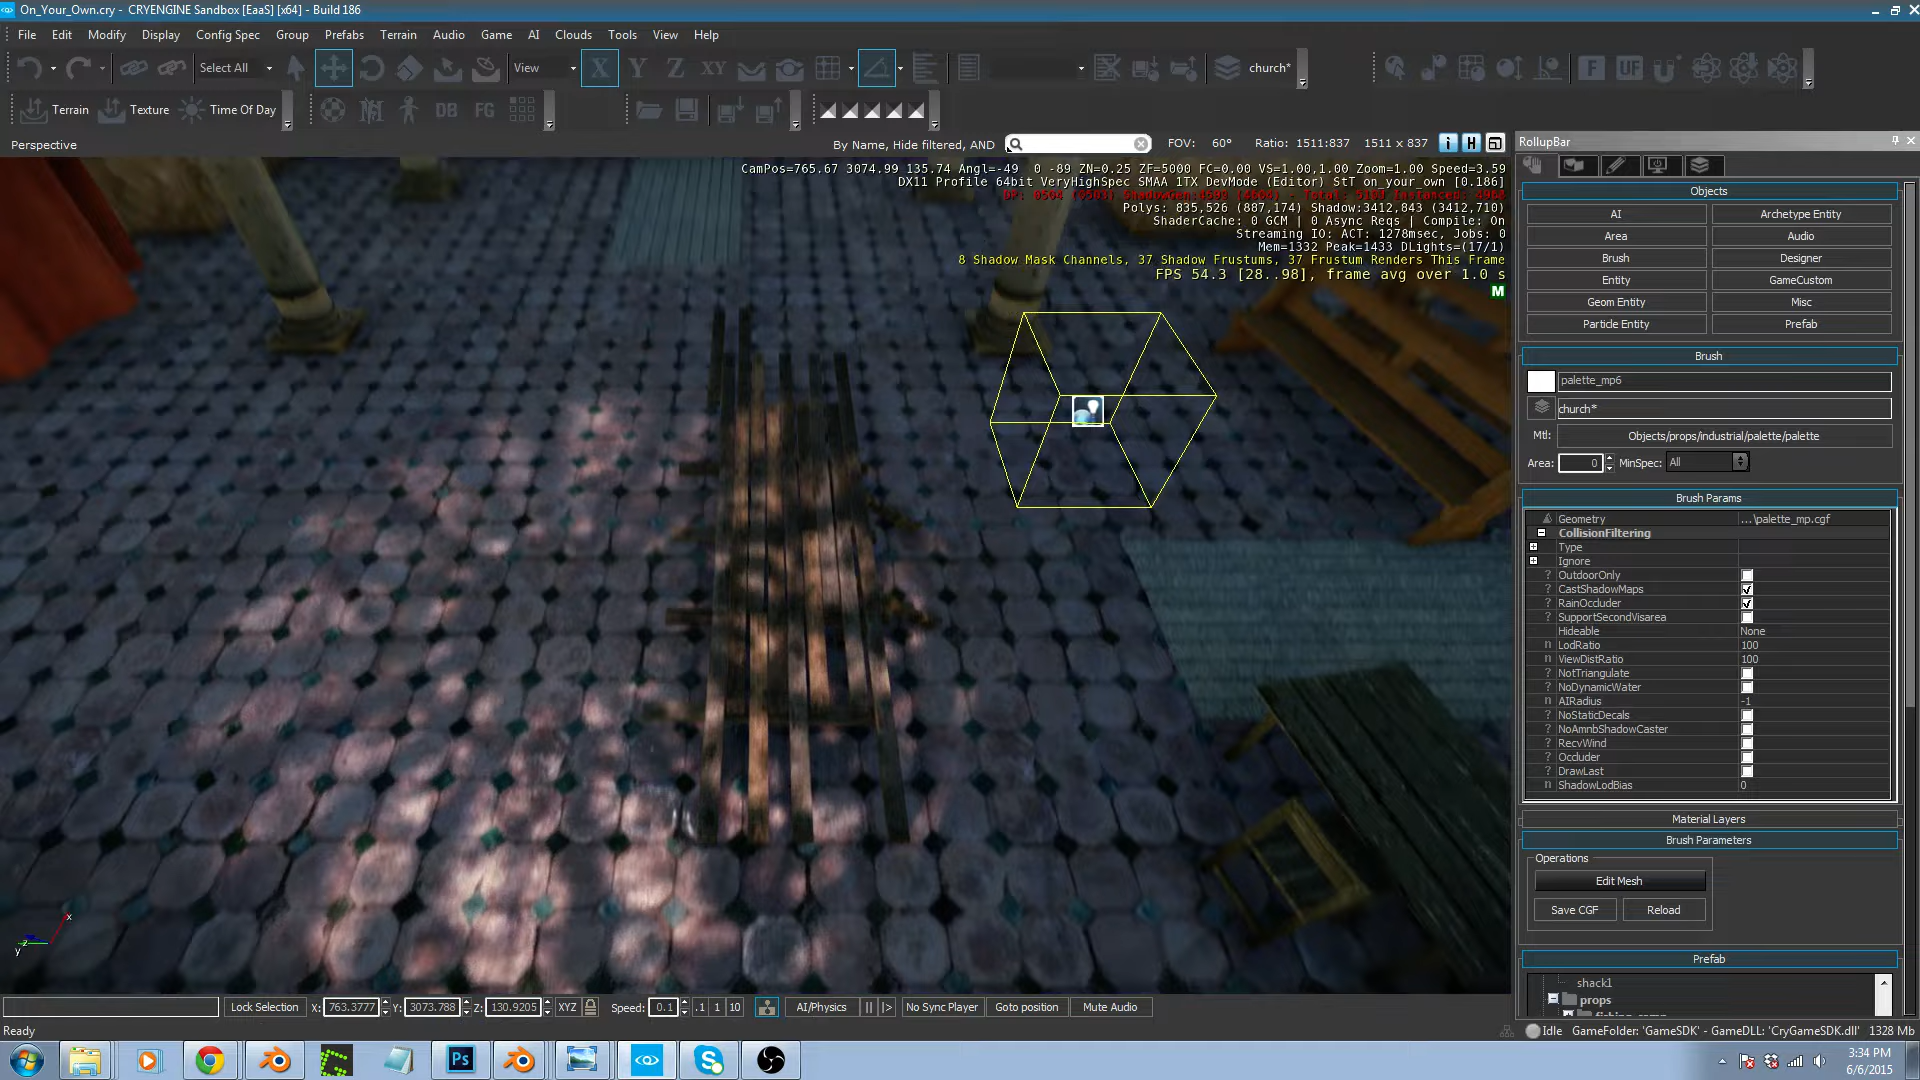 On_Your_Own.cry - CRYENGINE Sandbox [EaaS] [x64] - Build 186
File Edit Modify Display Config Spec Group Prefabs Terrain Audio Game AI Clouds Tools View Help
Select All View X Y Z XY church* F UF
Terrain Texture Time Of Day DB FG
Perspective By Name, Hide filtered, AND FOV: 60° Ratio: 1511:837 1511 x 837 i H
CamPos=765.67 3074.99 135.74 Angl=-49 0 -89 ZN=0.25 ZF=5000 FC=0.00 VS=1.00,1.00 Zoom=1.00 Speed=3.59
DX11 Profile 64bit VeryHighSpec SMAA 1TX DevMode (Editor) StT on_your_own [0.186]
Polys: 835,526 (887,174) Shadow:3412,843 (3412,710)
ShaderCache: 0 GCM | 0 Async Reqs | Compile: On
Streaming IO: ACT: 1278msec, Jobs: 0
Mem=1332 Peak=1433 DLights=(17/1)
8 Shadow Mask Channels, 37 Shadow Frustums, 37 Frustum Renders This Frame
FPS 54.3 [28..98], frame avg over 1.0 s
M
x
z
y
RollupBar
Objects
AI Archetype Entity
Area Audio
Brush Designer
Entity GameCustom
Geom Entity Misc
Particle Entity Prefab
Brush
palette_mp6
church*
Mtl: Objects/props/industrial/palette/palette
Area: 0 MinSpec: All
Brush Params
Geometry ...\palette_mp.cgf
CollisionFiltering
Type
Ignore
? OutdoorOnly
? CastShadowMaps
? RainOccluder
? SupportSecondVisarea
Hideable None
n LodRatio 100
n ViewDistRatio 100
? NotTriangulate
? NoDynamicWater
n AIRadius -1
? NoStaticDecals
? NoAmnbShadowCaster
? RecvWind
? Occluder
? DrawLast
n ShadowLodBias 0
Material Layers
Brush Parameters
Operations
Edit Mesh
Save CGF Reload
Prefab
shack1
props
Lock Selection X: 763.3777 Y: 3073.788 Z: 130.9205 XYZ Speed: 0.1 .1 1 10 AI/Physics No Sync Player Goto position Mute Audio
Ready Idle GameFolder: 'GameSDK' - GameDLL: 'CryGameSDK.dll' 1328 Mb
Ps
3:34 PM
6/6/2015